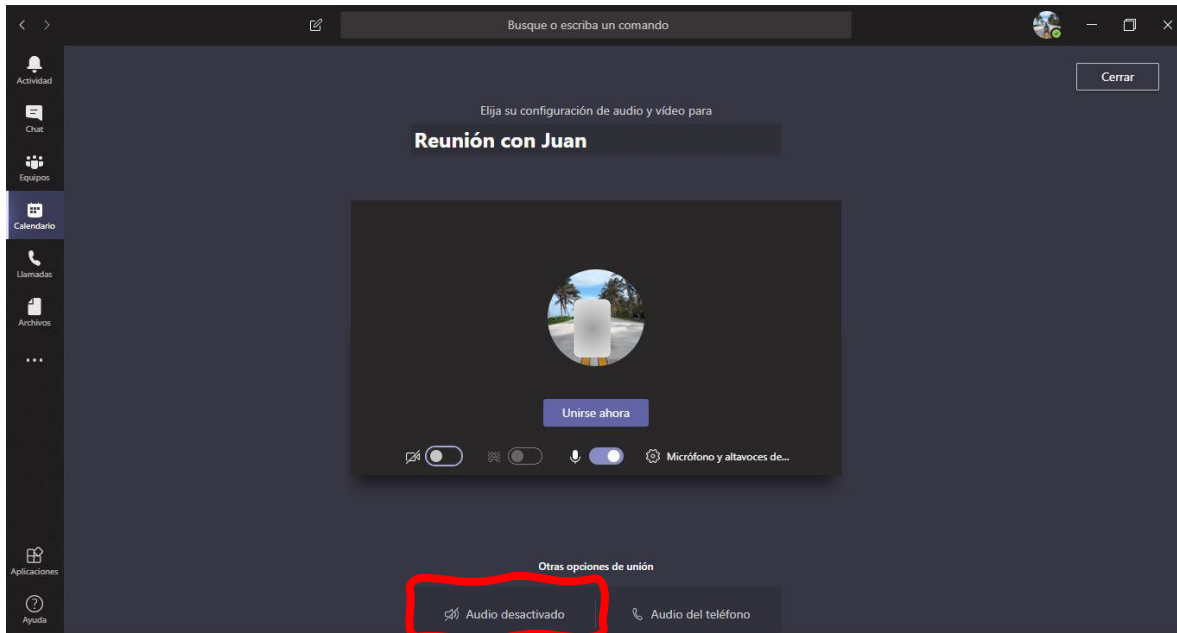 Busque o escriba un comando
Actividad
Chat
Equipos
Calendario
Llamadas
Archivos
Aplicaciones
Ayuda
Cerrar
Elija su configuración de audio y vídeo para
Reunión con Juan
Unirse ahora
Micrófono y altavoces de...
Otras opciones de unión
Audio desactivado
Audio del teléfono